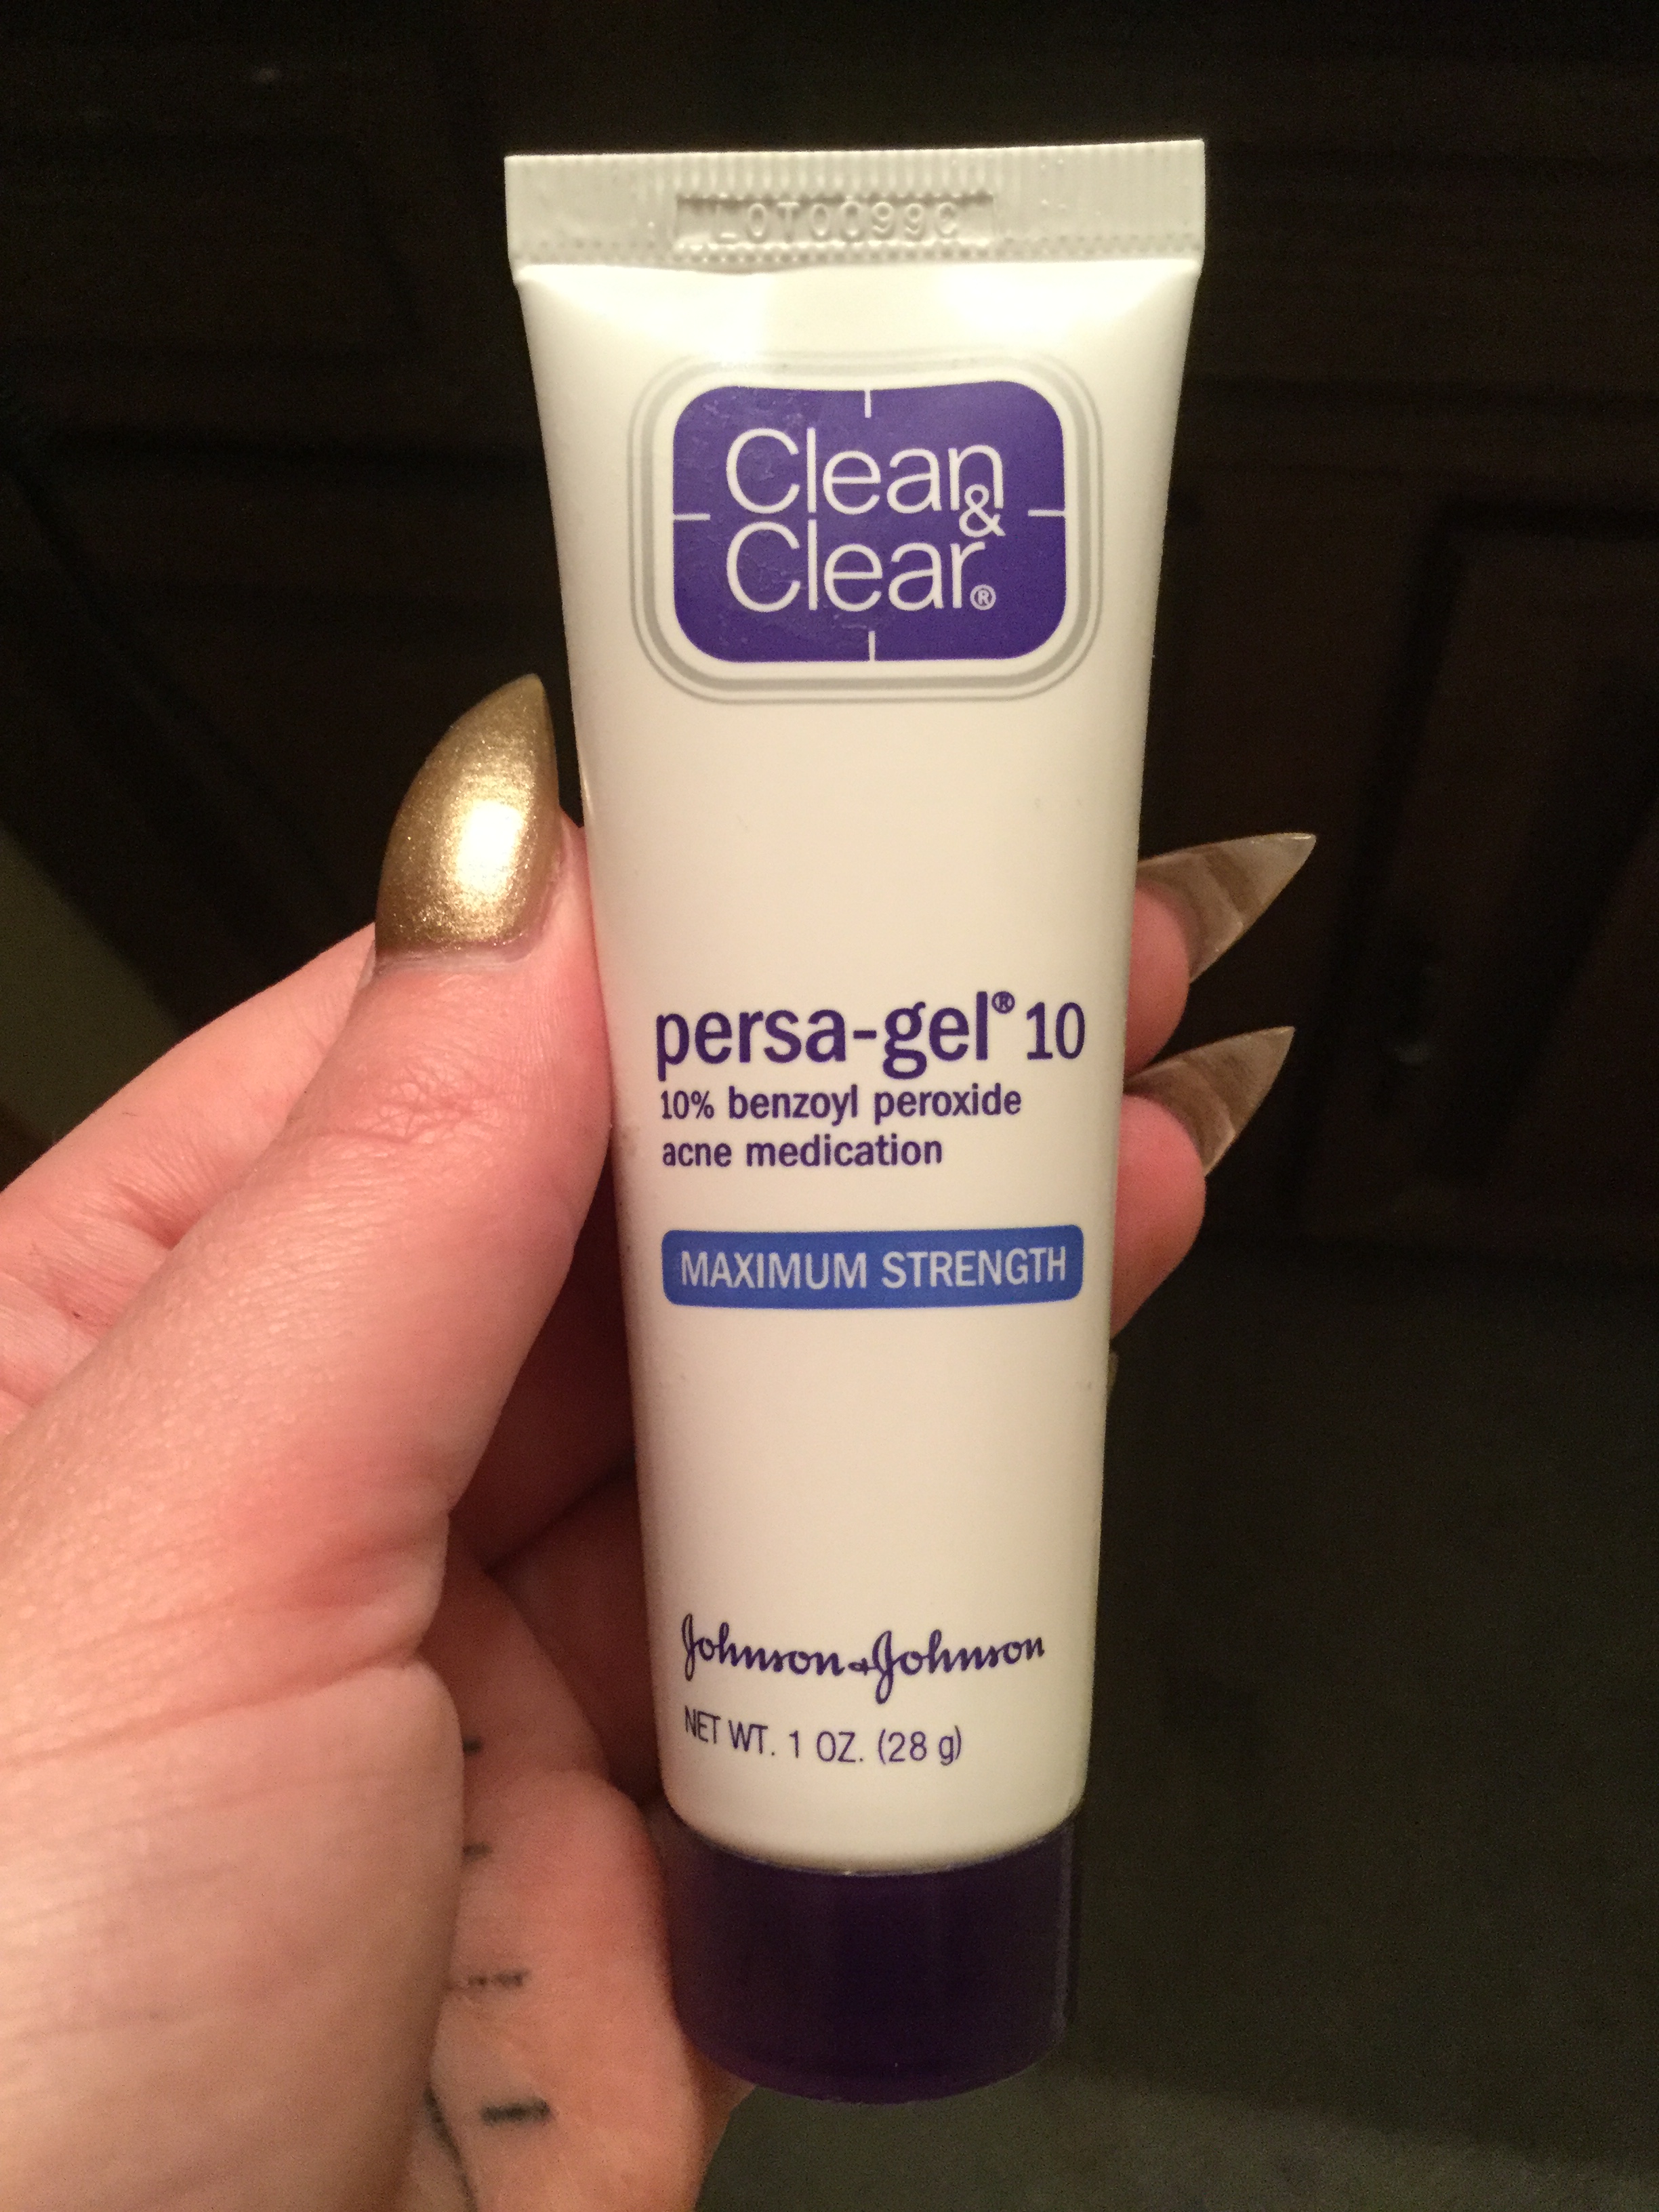 LOT0099C
Clean &
Clear®
persa-gel® 10
10% benzoyl peroxide
acne medication
MAXIMUM STRENGTH
Johnson & Johnson
NET WT. 1 OZ. (28 g)